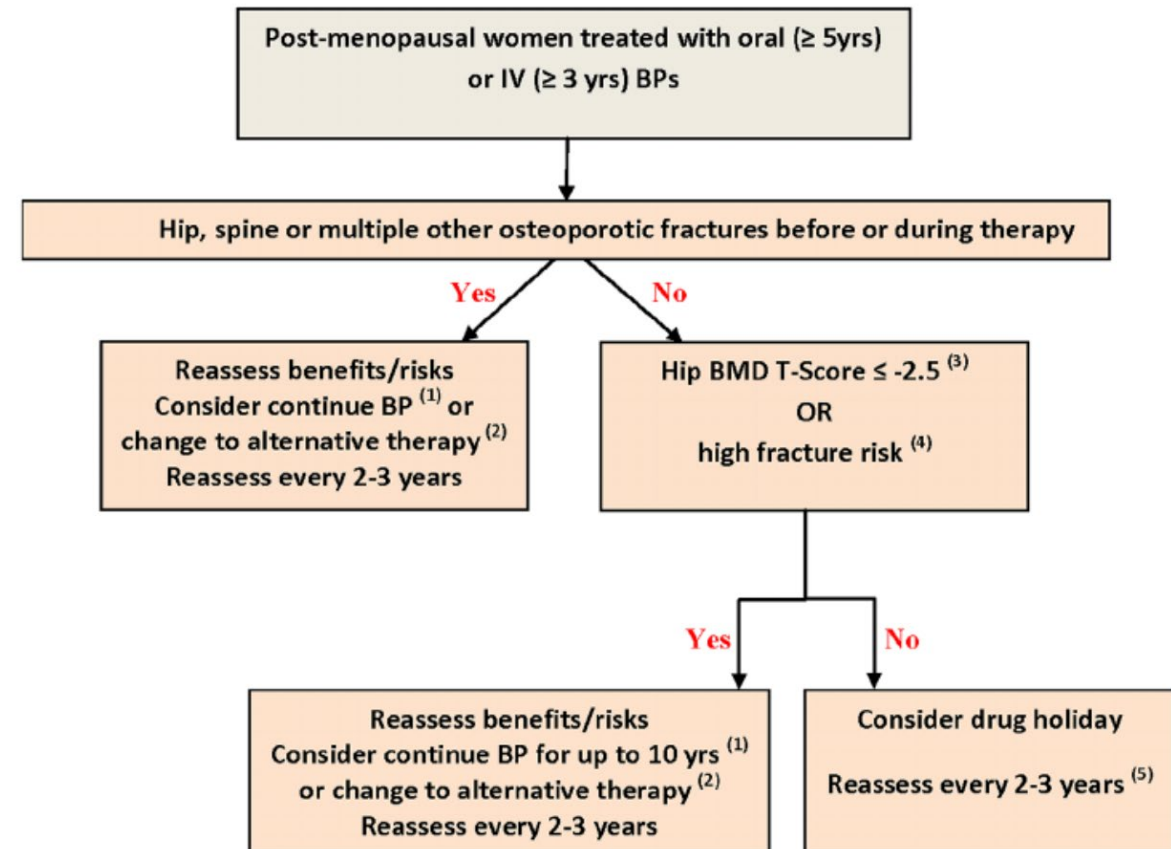 Post-menopausal women treated with oral (≥ 5yrs)
or IV (≥ 3 yrs) BPs
Hip, spine or multiple other osteoporotic fractures before or during therapy
Yes
No
Reassess benefits/risks
Consider continue BP (1) or
change to alternative therapy (2)
Reassess every 2-3 years
Hip BMD T-Score ≤ -2.5 (3)
OR
high fracture risk (4)
Yes
No
Reassess benefits/risks
Consider continue BP for up to 10 yrs (1)
or change to alternative therapy (2)
Reassess every 2-3 years
Consider drug holiday
Reassess every 2-3 years (5)